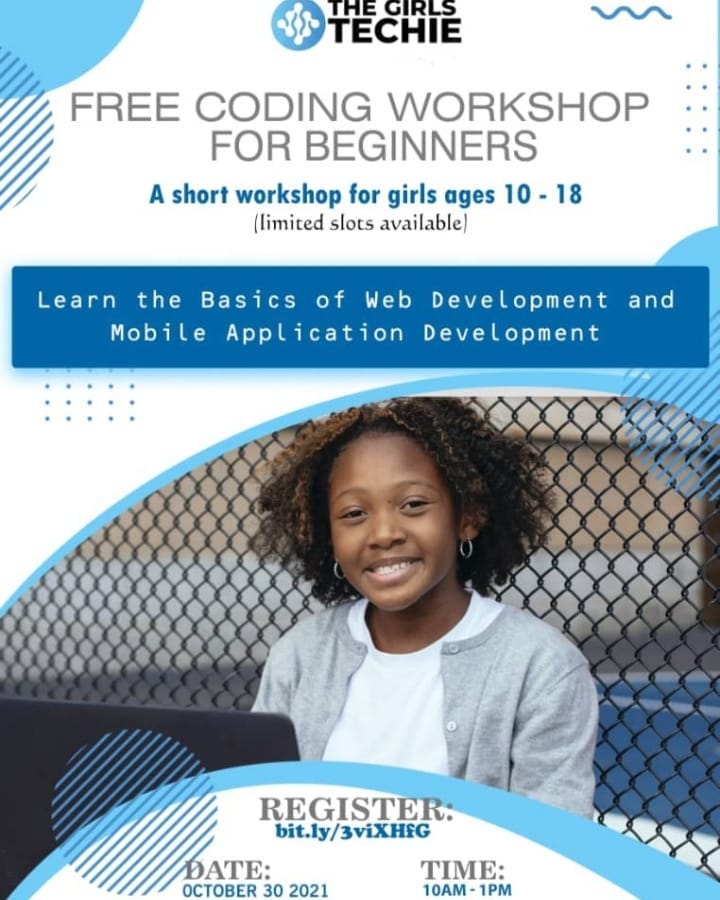 THE GIRLS
TECHIE
FREE CODING WORKSHOP
FOR BEGINNERS
A short workshop for girls ages 10 - 18
(limited slots available)
Learn the Basics of Web Development and
Mobile Application Development
REGISTER:
bit.ly/3viXHfG
DATE:
OCTOBER 30 2021
TIME:
10AM - 1PM